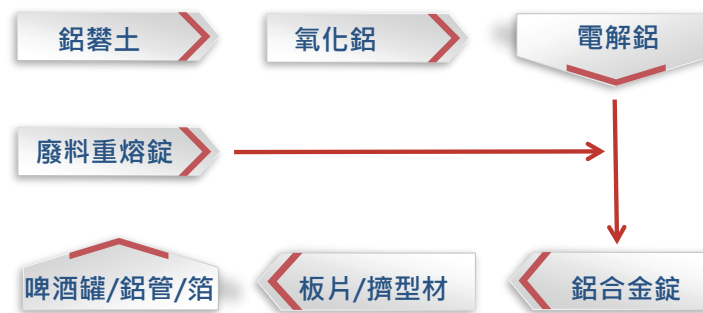 鋁礬土
氧化鋁
電解鋁
廢料重熔錠
啤酒罐/鋁管/箔
板片/擠型材
鋁合金錠